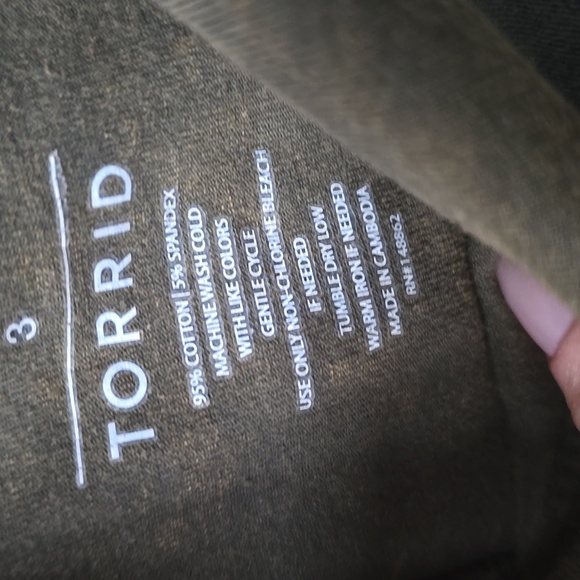 3
TORRID
95% COTTON | 5% SPANDEX
MACHINE WASH COLD
WITH LIKE COLORS
GENTLE CYCLE
USE ONLY NON-CHLORINE BLEACH
IF NEEDED
TUMBLE DRY LOW
WARM IRON IF NEEDED
MADE IN CAMBODIA
RN# 148862